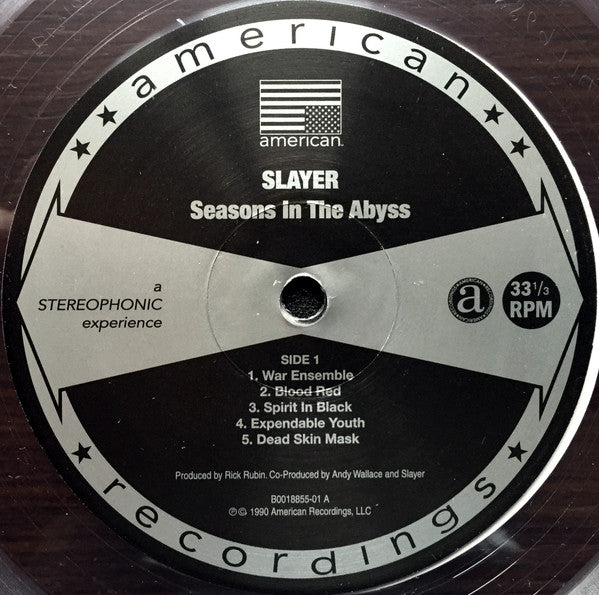 american
american
SLAYER
Seasons in The Abyss
a
STEREOPHONIC
experience
a
33 1/3
RPM
SIDE 1
1. War Ensemble
2. Blood Red
3. Spirit In Black
4. Expendable Youth
5. Dead Skin Mask
Produced by Rick Rubin. Co-Produced by Andy Wallace and Slayer
B0018855-01 A
℗© 1990 American Recordings, LLC
recordings